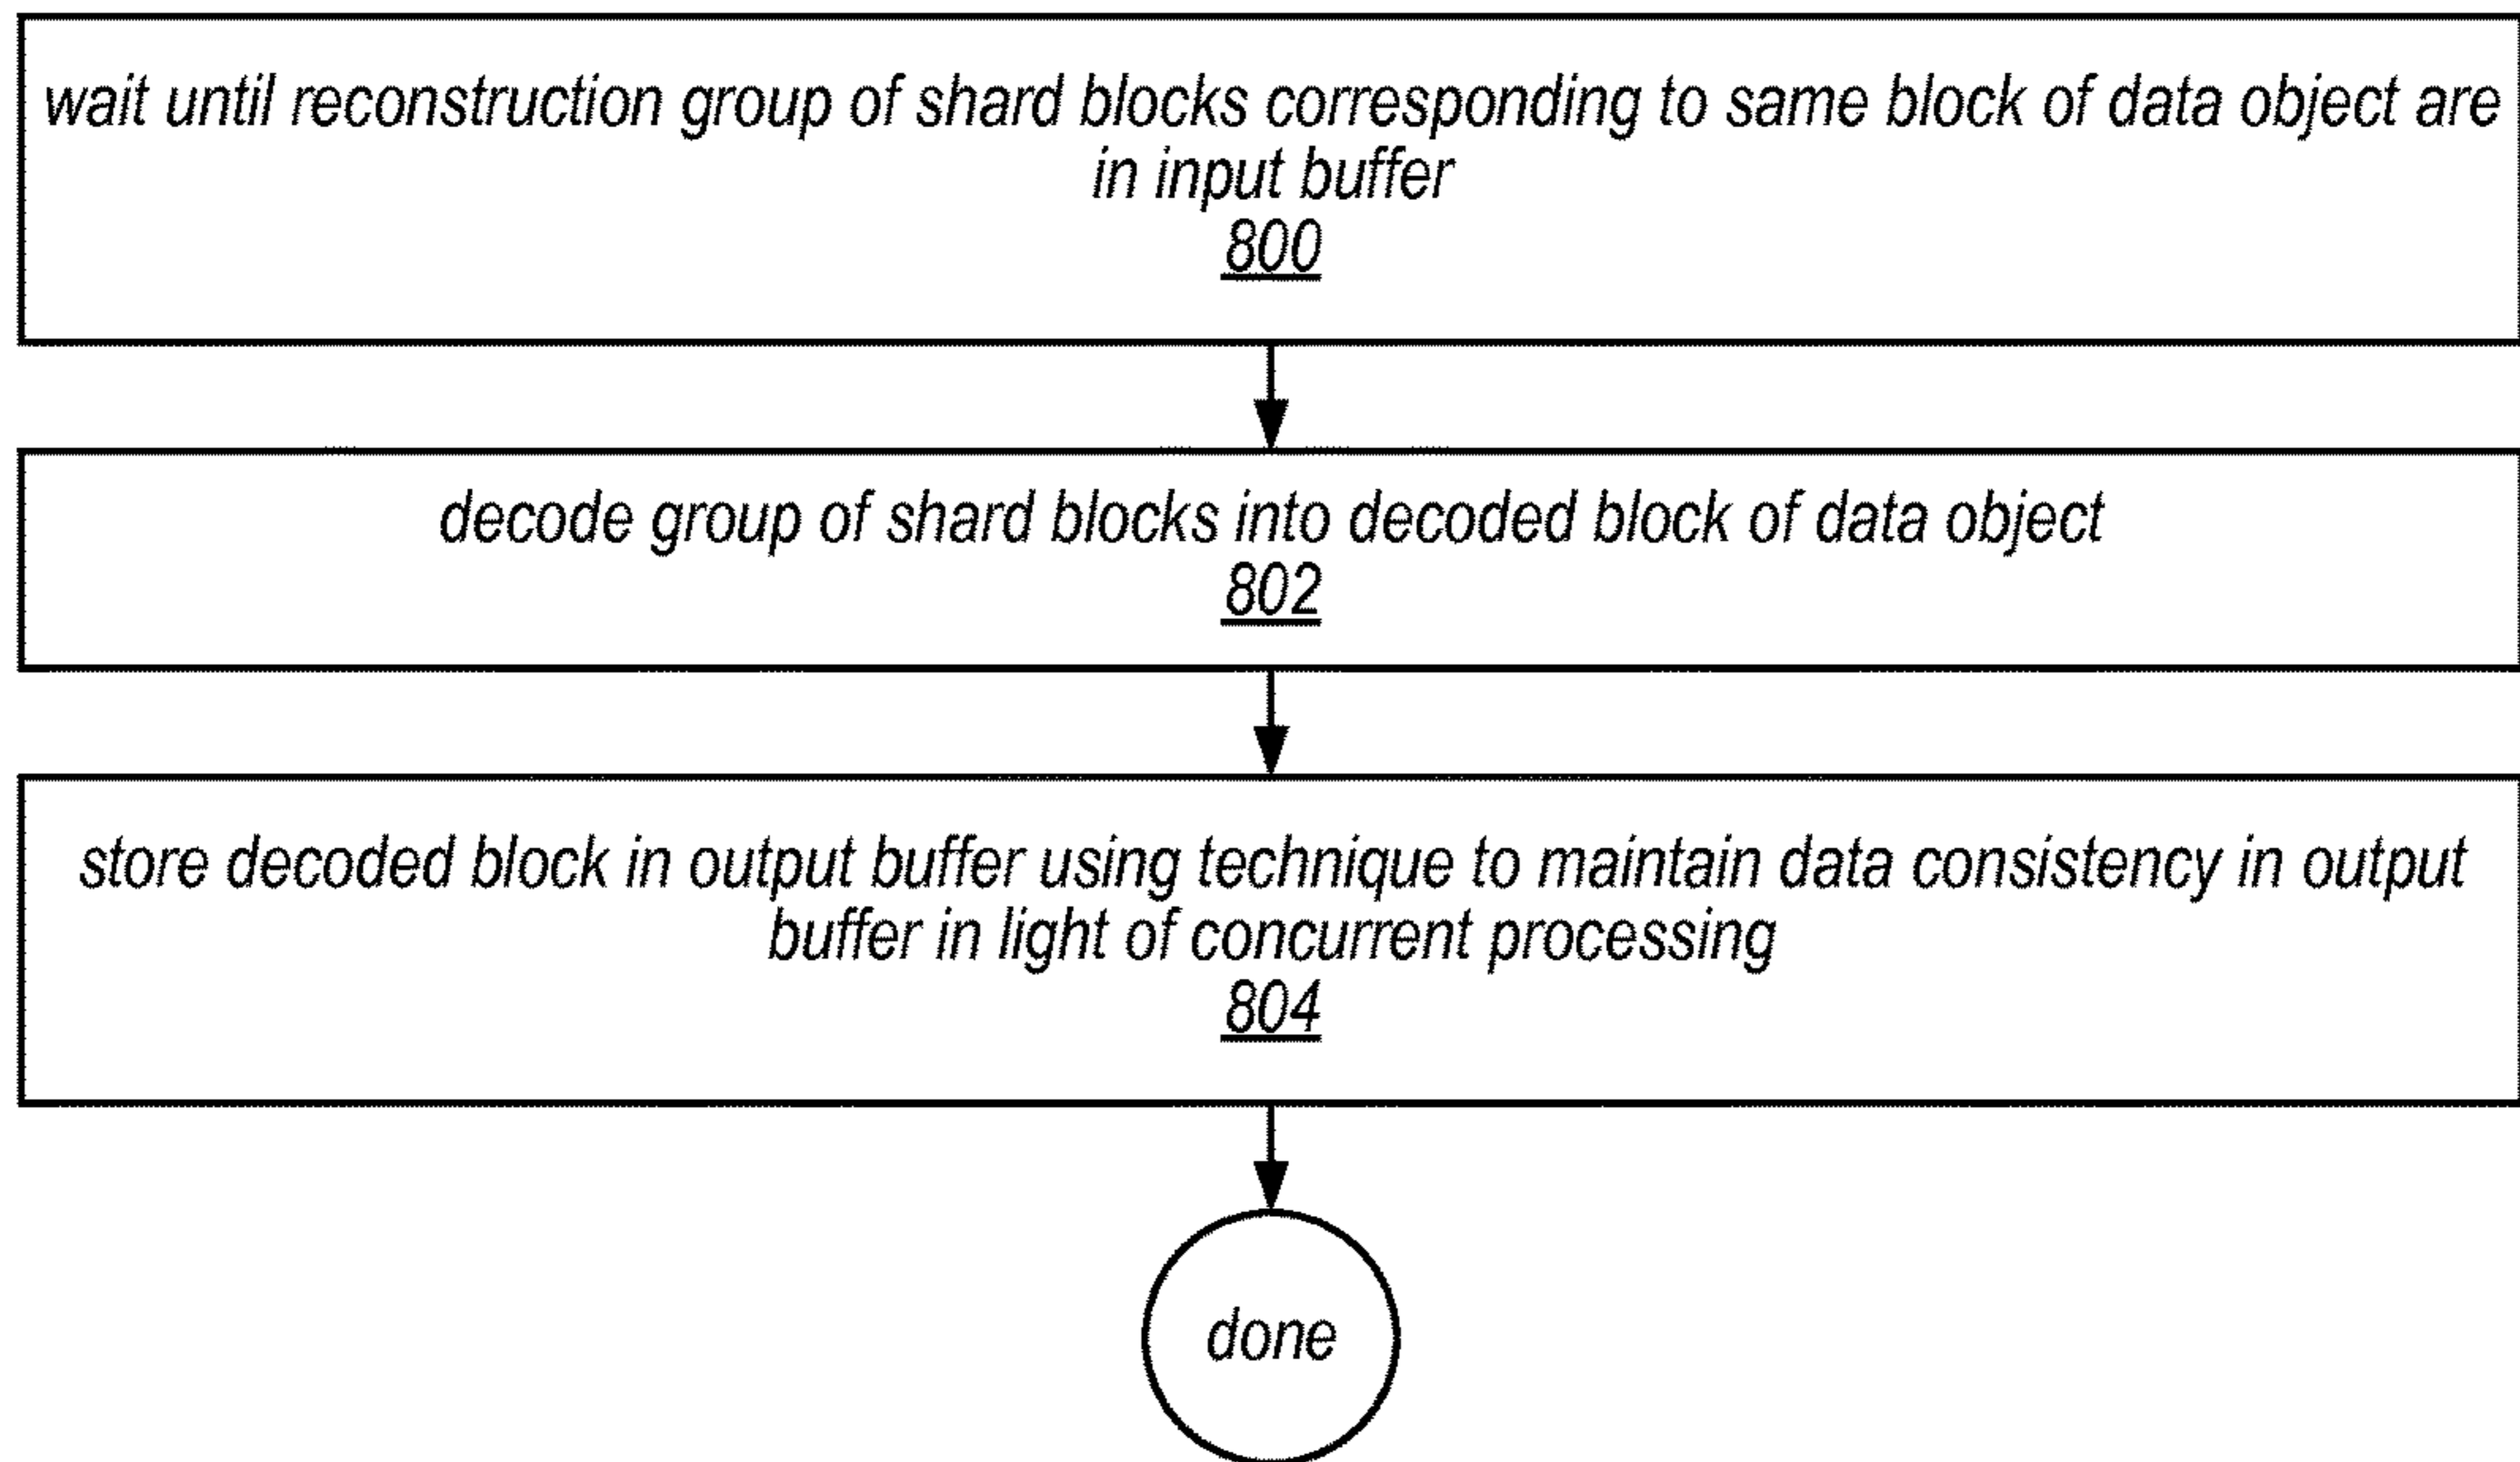 wait until reconstruction group of shard blocks corresponding to same block of data object are
in input buffer
800
decode group of shard blocks into decoded block of data object
802
store decoded block in output buffer using technique to maintain data consistency in output
buffer in light of concurrent processing
804
done